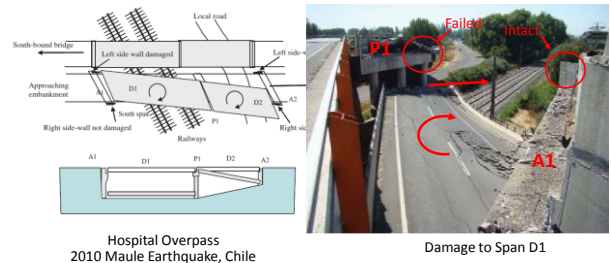 Local road
South-bound bridge
Left side wall damaged
Left side-w
Approaching
embankment
A1
D1
D2
A2
P1
South span
Right side-wall not damaged
Right side
Railways
A1
D1
P1
D2
A2
Hospital Overpass
2010 Maule Earthquake, Chile
P1
Failed
Intact
A1
Damage to Span D1